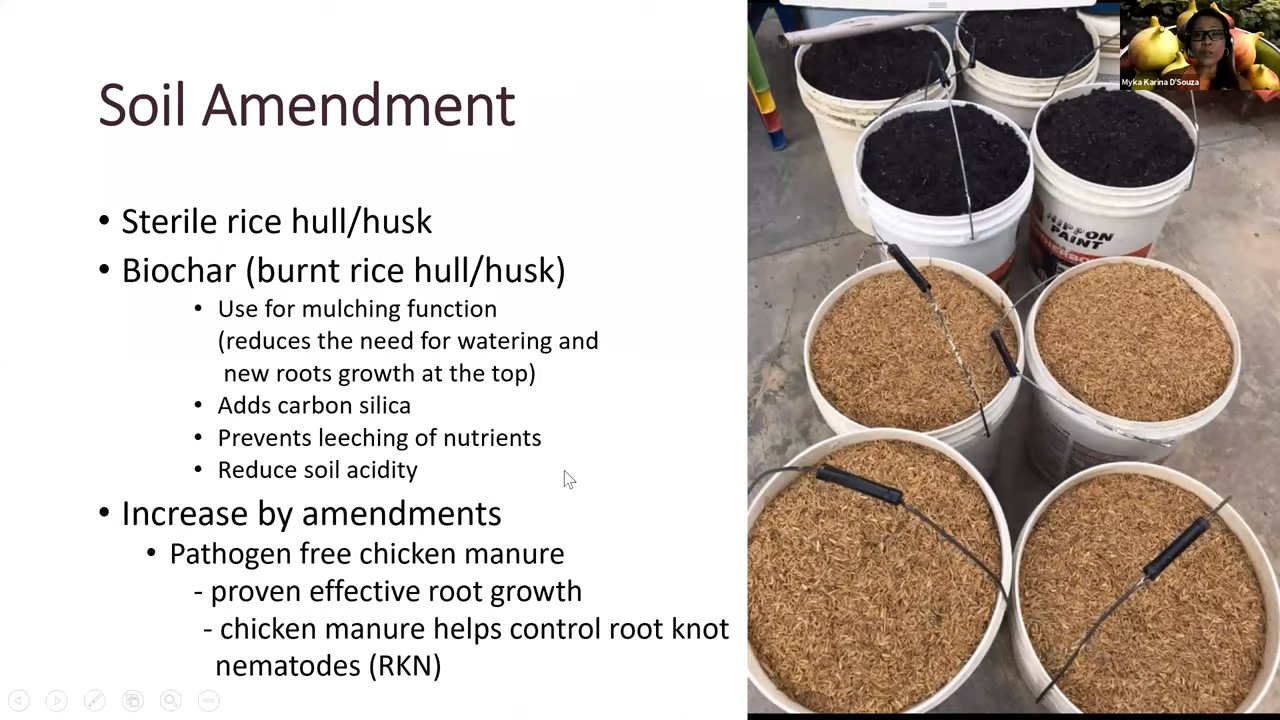 Soil Amendment
• Sterile rice hull/husk
• Biochar (burnt rice hull/husk)
• Use for mulching function
(reduces the need for watering and
new roots growth at the top)
• Adds carbon silica
• Prevents leeching of nutrients
• Reduce soil acidity
• Increase by amendments
• Pathogen free chicken manure
- proven effective root growth
- chicken manure helps control root knot
nematodes (RKN)
NIPPON
PAINT
Myka Karina D'Souza